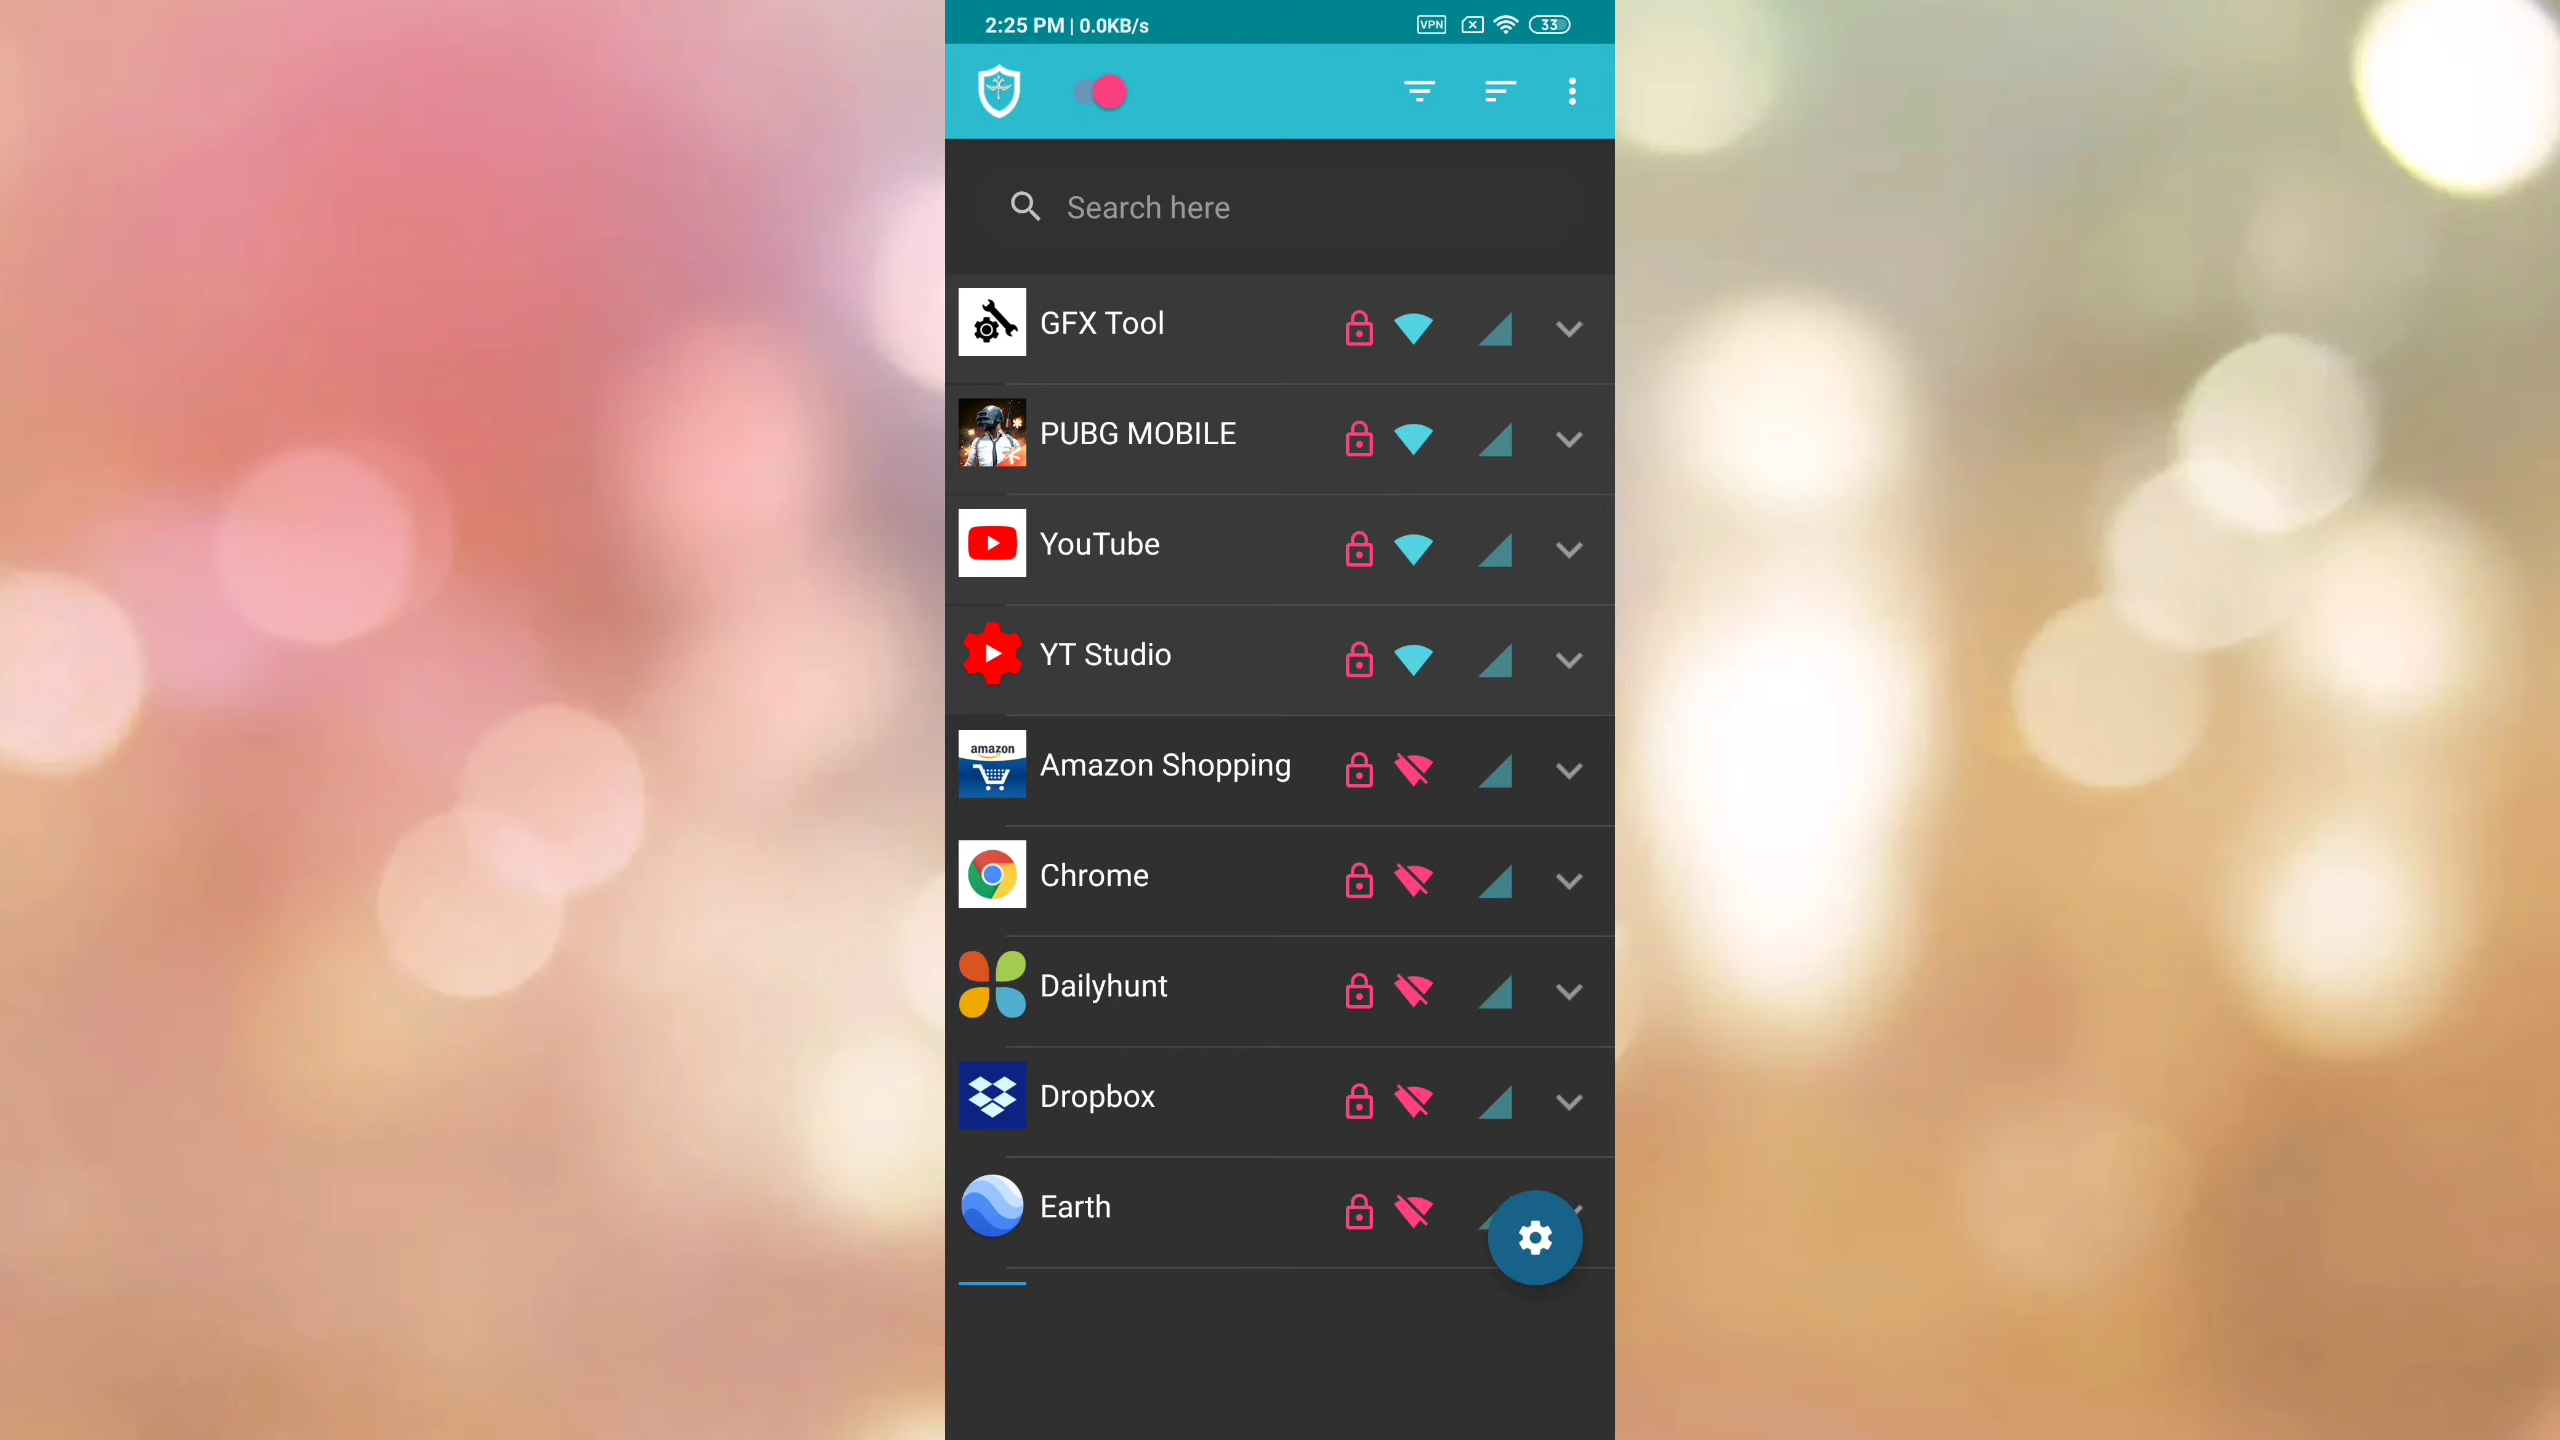 2:25 PM | 0.0KB/s VPN 33
Search here
GFX Tool
PUBG MOBILE
YouTube
YT Studio
amazon
Amazon Shopping
Chrome
Dailyhunt
Dropbox
Earth